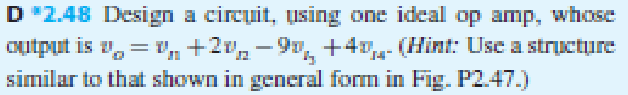 D *2.48 Design a circuit, using one ideal op amp, whose
output is v_O = v_I1 + 2v_I2 − 9v_I3 + 4v_I4. (Hint: Use a structure
similar to that shown in general form in Fig. P2.47.)